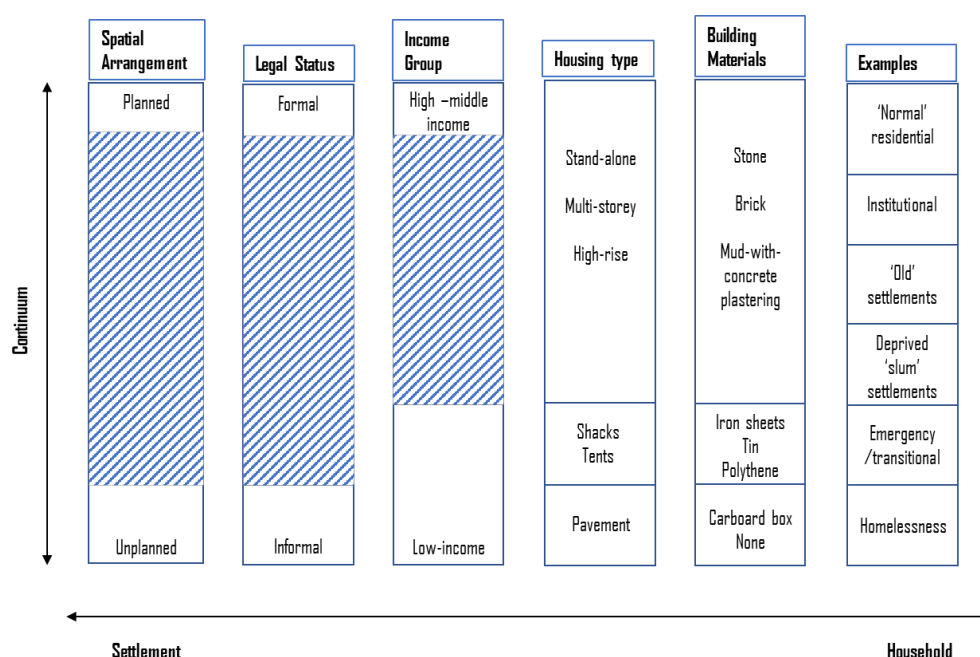 Spatial
Arrangement
Legal Status
Income
Group
Housing type
Building
Materials
Examples
Continuum
Planned
Unplanned
Formal
Informal
High –middle
income
Low-income
Stand-alone
Multi-storey
High-rise
Shacks
Tents
Pavement
Stone
Brick
Mud-with-
concrete
plastering
Iron sheets
Tin
Polythene
Carboard box
None
‘Normal’
residential
Institutional
‘Old’
settlements
Deprived
‘slum’
settlements
Emergency
/transitional
Homelessness
Settlement
Household